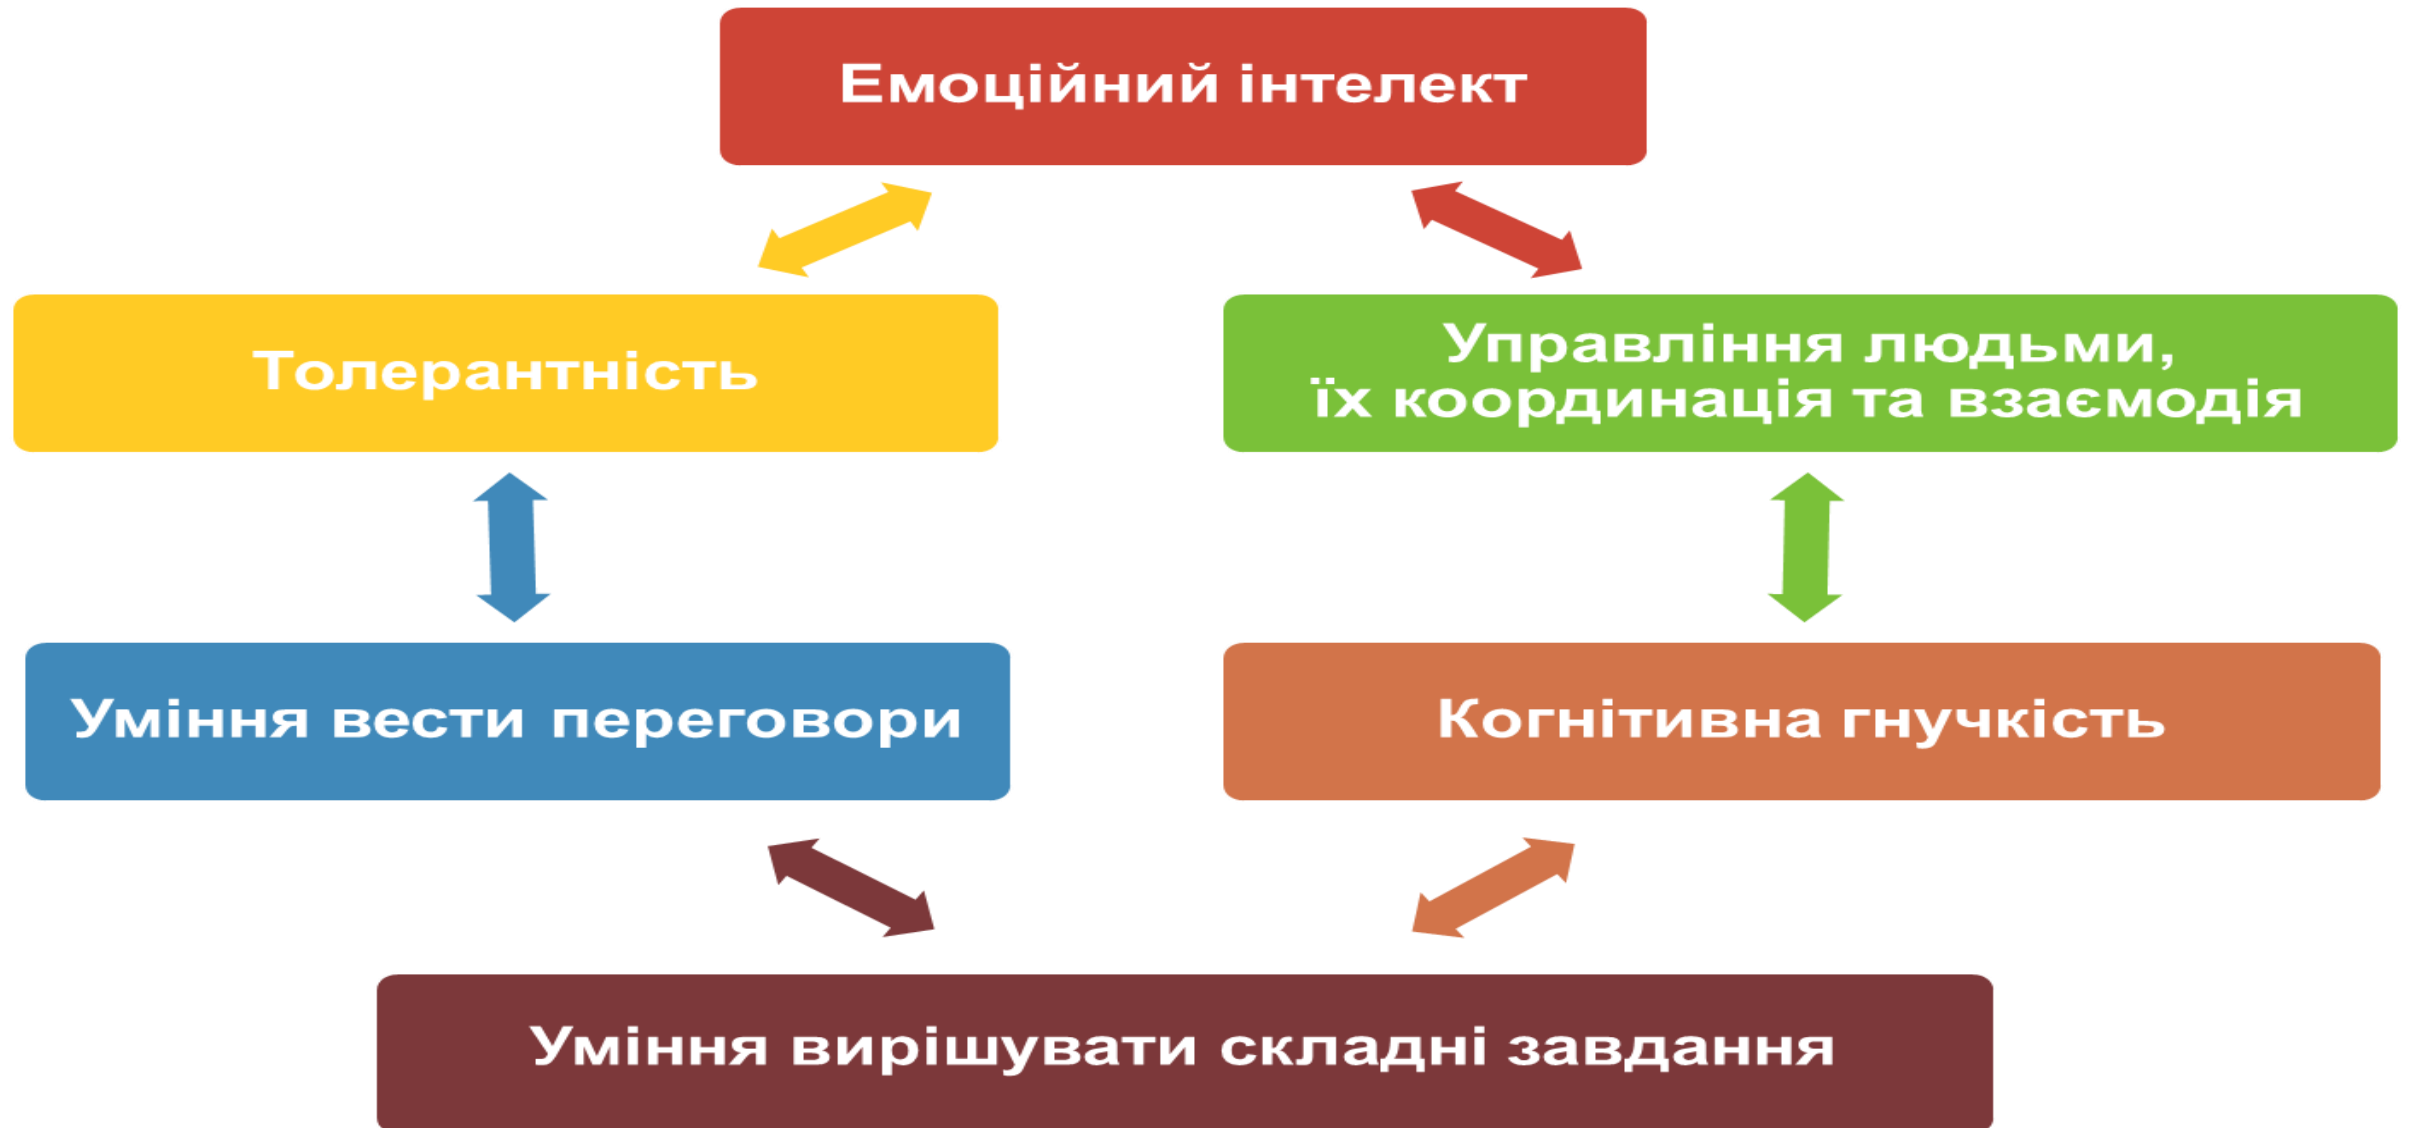 Емоційний інтелект
Толерантність
Управління людьми,
їх координація та взаємодія
Уміння вести переговори
Когнітивна гнучкість
Уміння вирішувати складні завдання